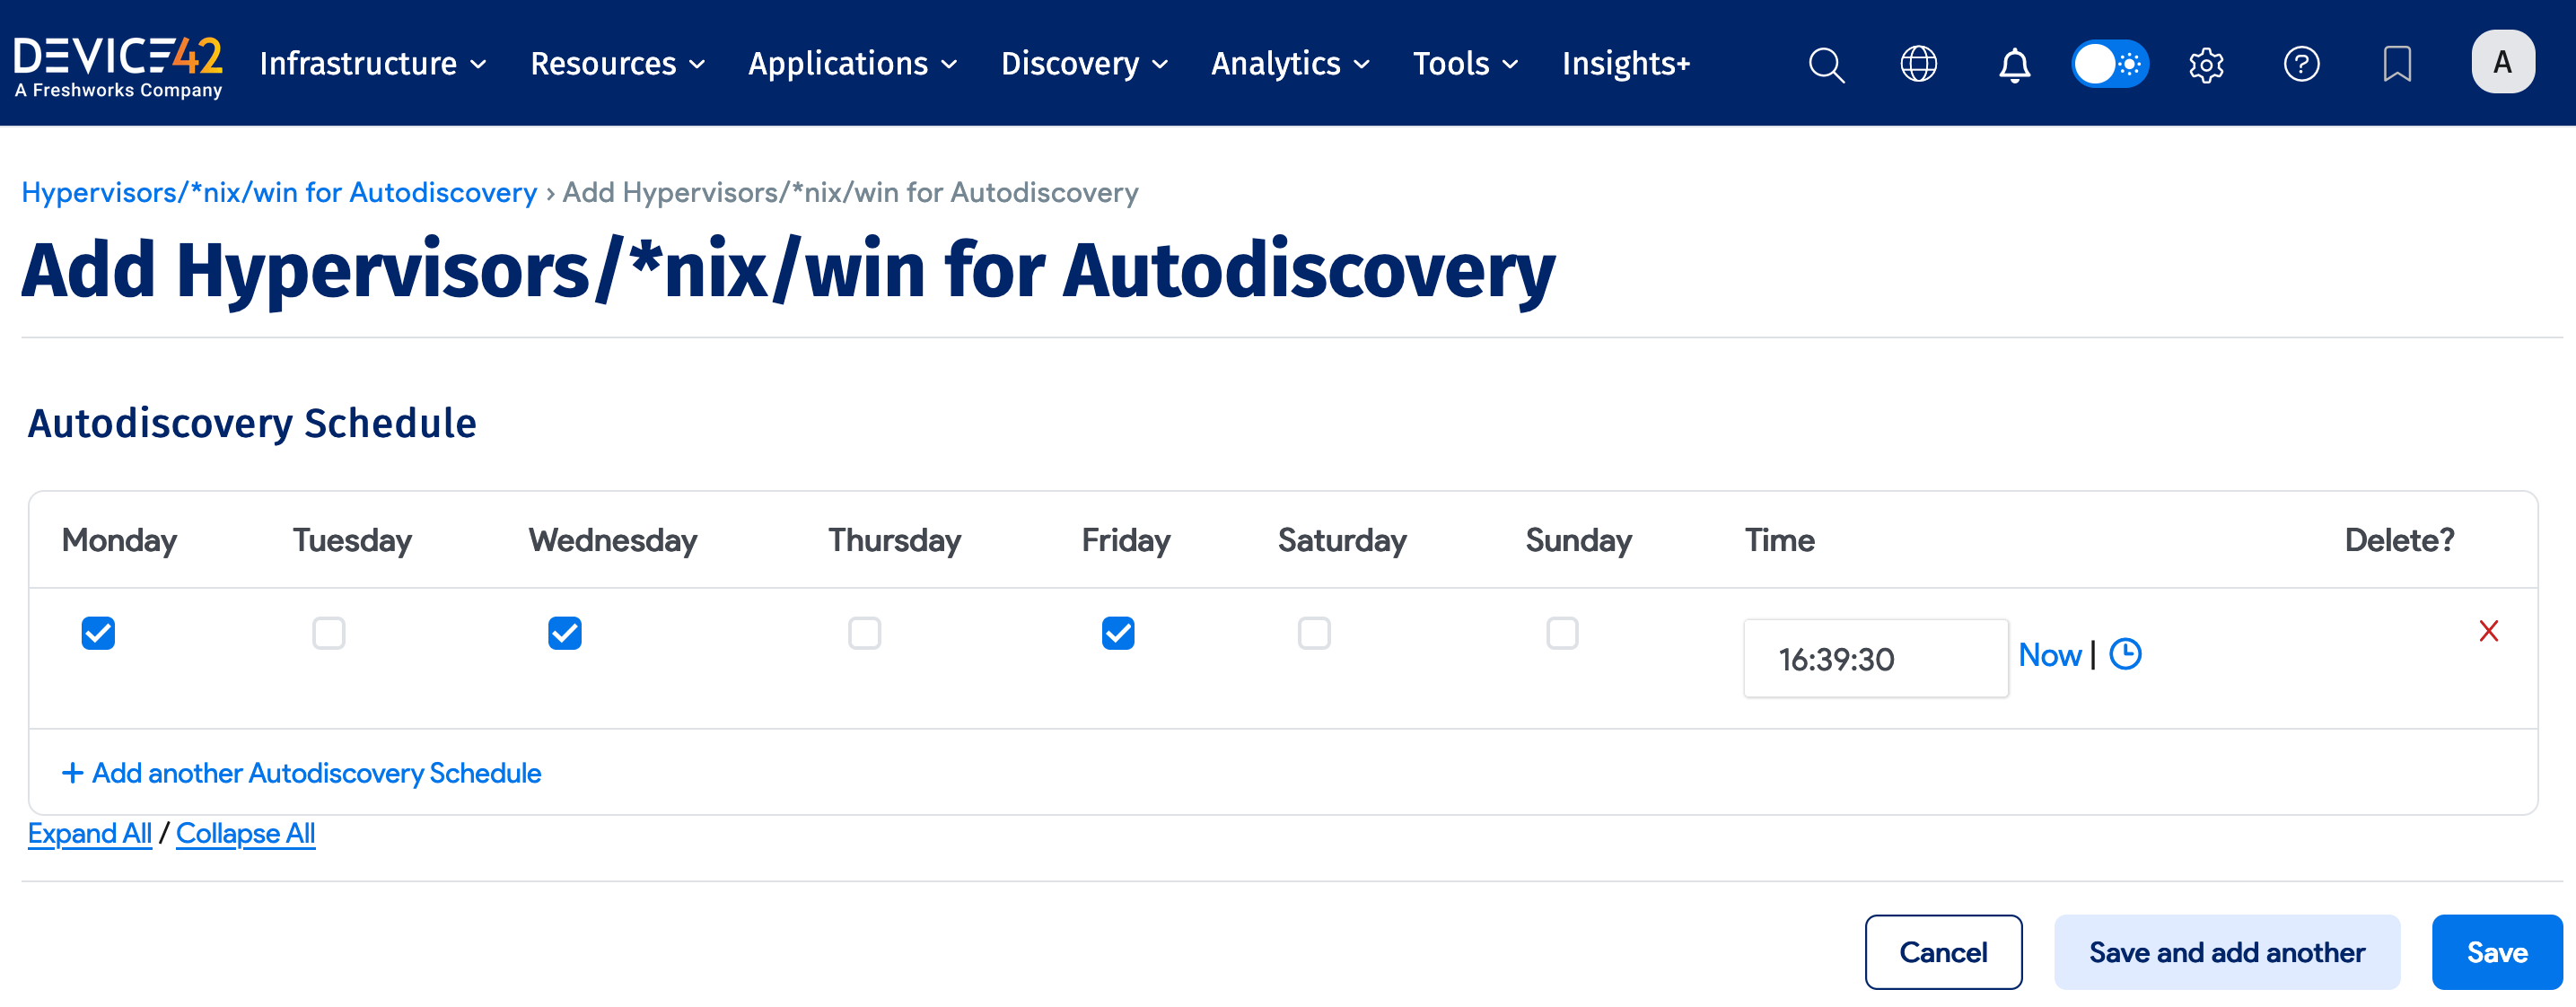 DEVICE42
A Freshworks Company
Infrastructure Resources Applications Discovery Analytics Tools Insights+ A
Hypervisors/*nix/win for Autodiscovery › Add Hypervisors/*nix/win for Autodiscovery
Add Hypervisors/*nix/win for Autodiscovery
Autodiscovery Schedule
Monday Tuesday Wednesday Thursday Friday Saturday Sunday Time Delete?
16:39:30 Now |
+ Add another Autodiscovery Schedule
Expand All / Collapse All
Cancel Save and add another Save